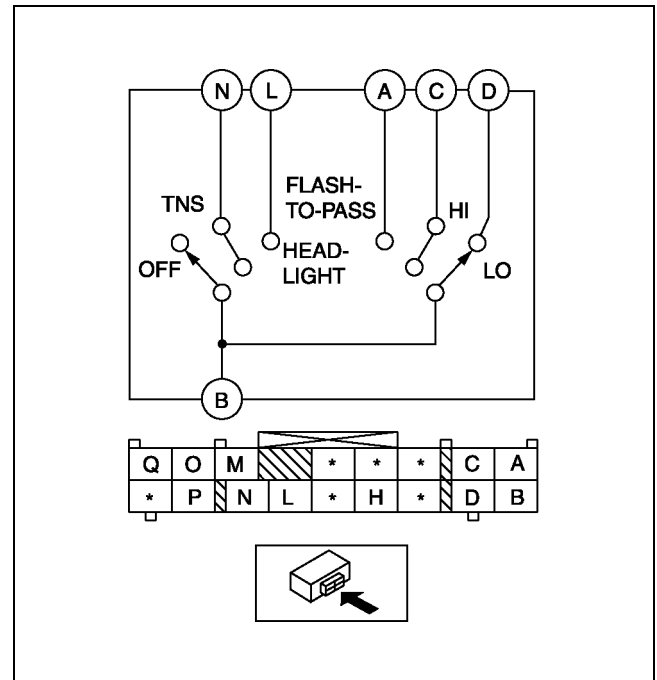 N L A C D
FLASH-
TO-PASS
TNS
HI
HEAD-
LIGHT
OFF
LO
B
Q O M * * * C A
* P N L * H * D B